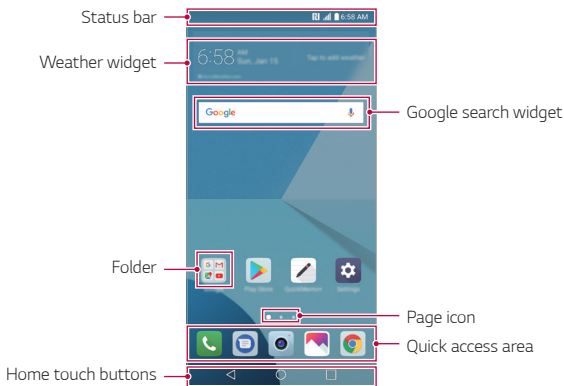 Status bar
6:58 AM
Weather widget
6:58 AM
Sun, Jan 15
Tap to add weather
Google
Google search widget
Folder
Play Store
QuickMemo+
Settings
Page icon
Quick access area
Home touch buttons